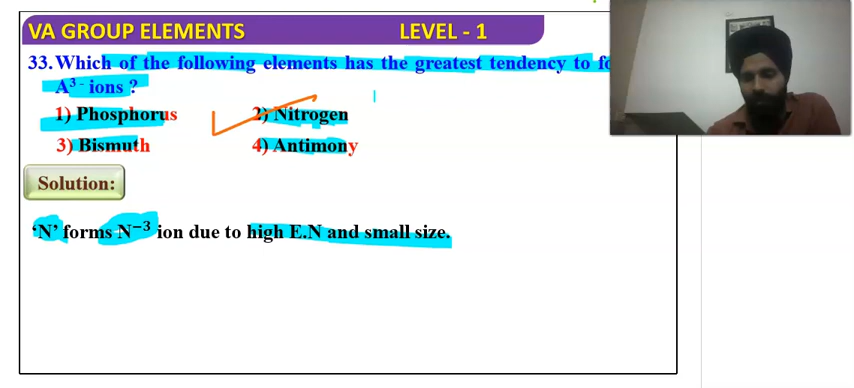 VA GROUP ELEMENTS LEVEL - 1
33. Which of the following elements has the greatest tendency to
A³⁻ ions ?
1) Phosphorus 2) Nitrogen
3) Bismuth 4) Antimony
Solution:
‘N’ forms N⁻³ ion due to high E.N and small size.